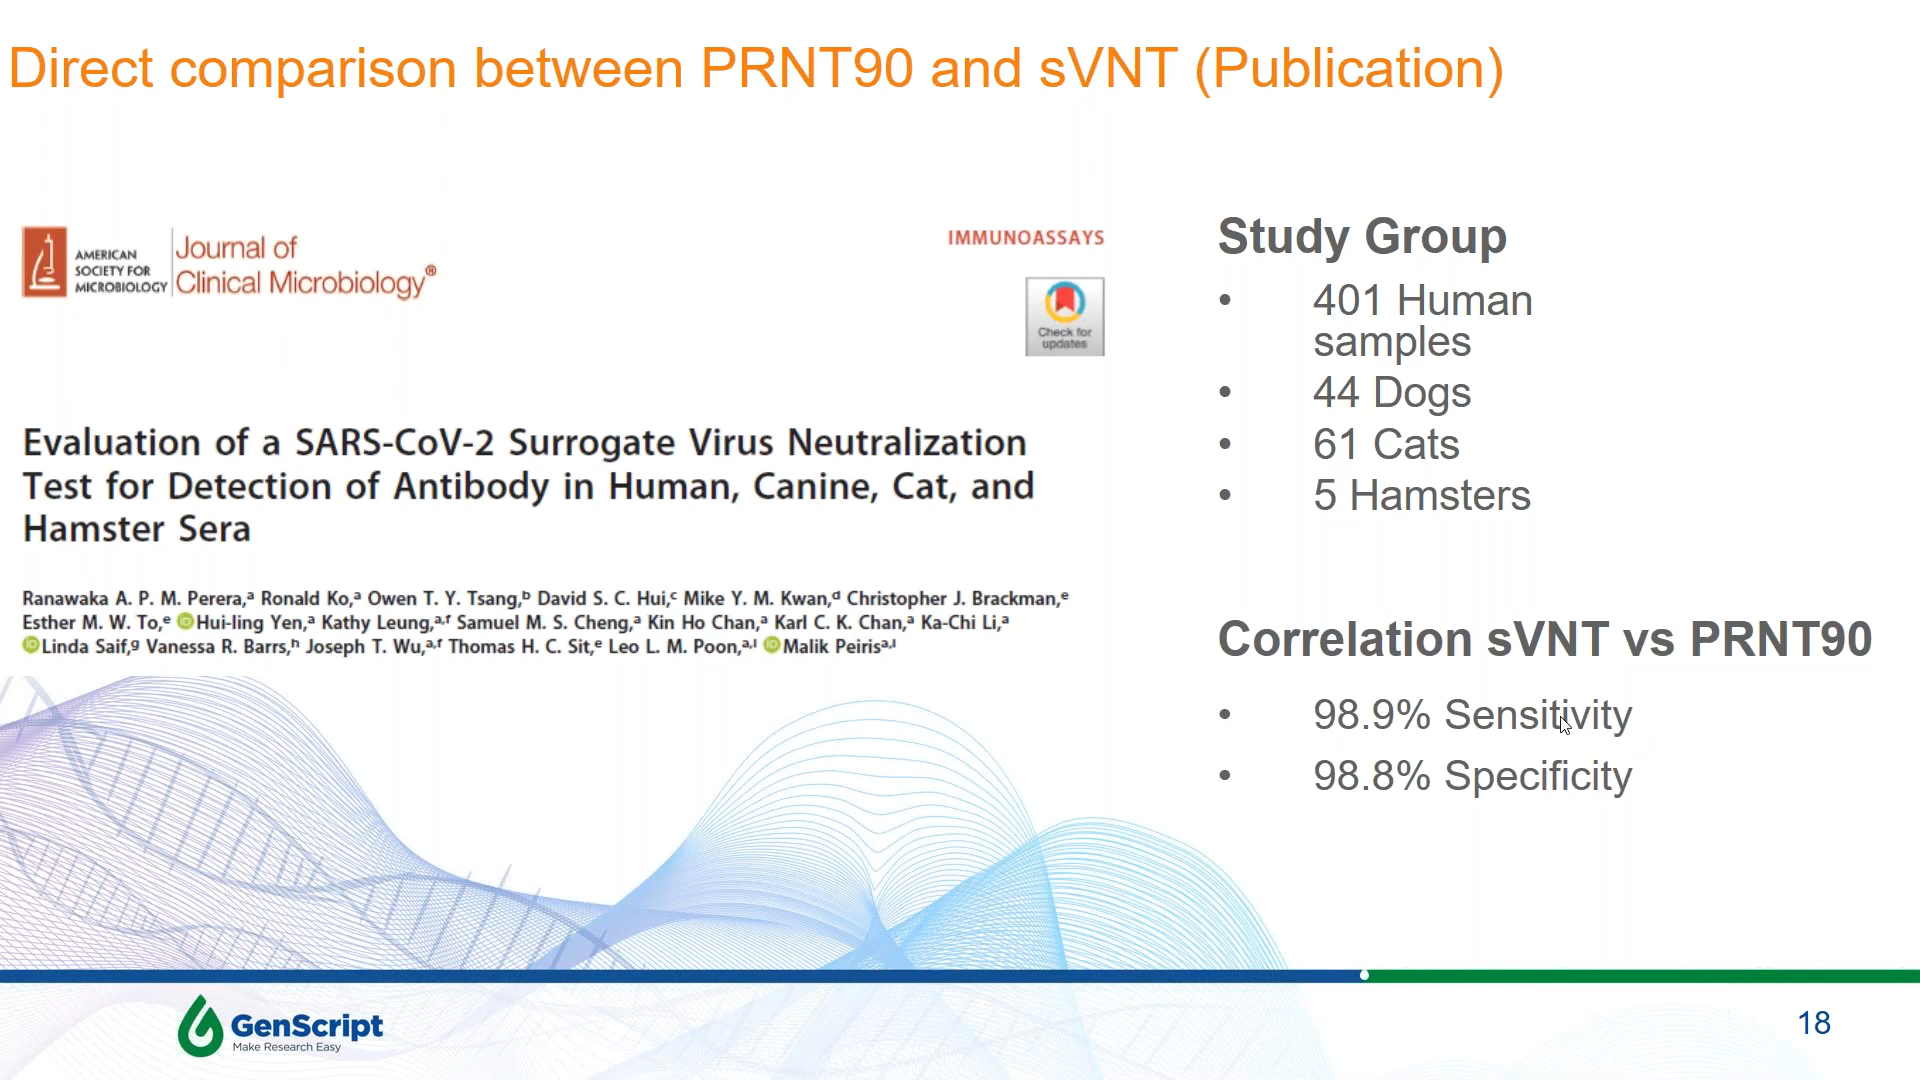 Direct comparison between PRNT90 and sVNT (Publication)
AMERICAN
SOCIETY FOR
MICROBIOLOGY
Journal of
Clinical Microbiology®
IMMUNOASSAYS
Check for
updates
Evaluation of a SARS-CoV-2 Surrogate Virus Neutralization
Test for Detection of Antibody in Human, Canine, Cat, and
Hamster Sera
Ranawaka A. P. M. Perera,ᵃ Ronald Ko,ᵃ Owen T. Y. Tsang,ᵇ David S. C. Hui,ᶜ Mike Y. M. Kwan,ᵈ Christopher J. Brackman,ᵉ
Esther M. W. To,ᵉ iD Hui-ling Yen,ᵃ Kathy Leung,ᵃ,ᶠ Samuel M. S. Cheng,ᵃ Kin Ho Chan,ᵃ Karl C. K. Chan,ᵃ Ka-Chi Li,ᵃ
iD Linda Saif,ᵍ Vanessa R. Barrs,ʰ Joseph T. Wu,ᵃ,ᶠ Thomas H. C. Sit,ᵉ Leo L. M. Poon,ᵃ,ᴵ iD Malik Peirisᵃ,ᴵ
Study Group
• 401 Human
samples
• 44 Dogs
• 61 Cats
• 5 Hamsters
Correlation sVNT vs PRNT90
• 98.9% Sensitivity
• 98.8% Specificity
GenScript
Make Research Easy
18